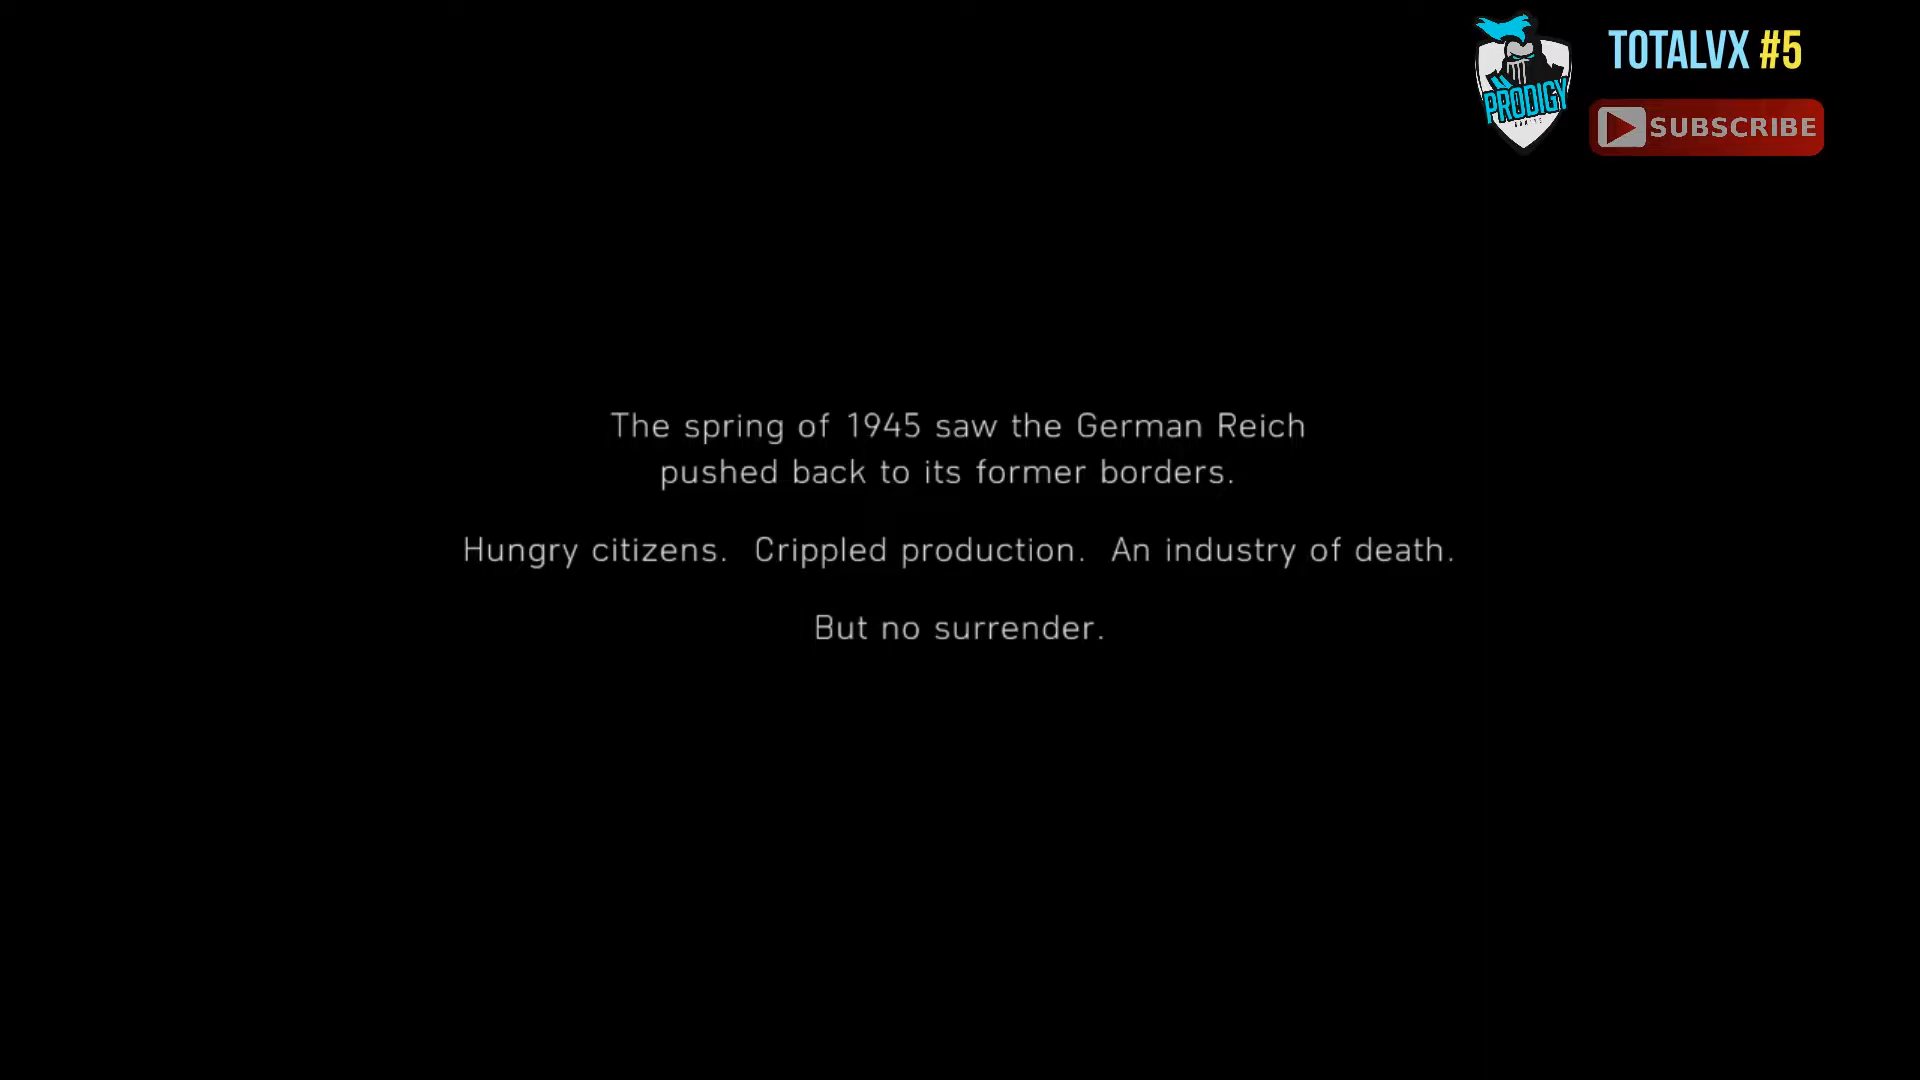 TOTALVX #5
PRODIGY
SUBSCRIBE
The spring of 1945 saw the German Reich
pushed back to its former borders.
Hungry citizens. Crippled production. An industry of death.
But no surrender.